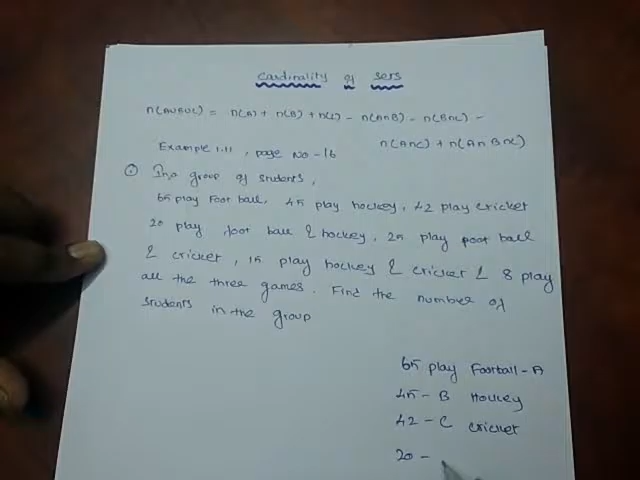 Cardinality of sets
n(AUBUC) = n(A) + n(B) + n(C) - n(A∩B) - n(B∩C) -
n(A∩C) + n(A∩B∩C)
Example 1.11, page No - 16
① In a group of students,
65 play Foot ball, 45 play hockey, 42 play cricket
20 play foot ball & hockey, 25 play foot ball
& cricket, 15 play hockey & cricket & 8 play
all the three games. Find the number of
students in the group
65 play Football - A
45 - B Hockey
42 - C cricket
20 -